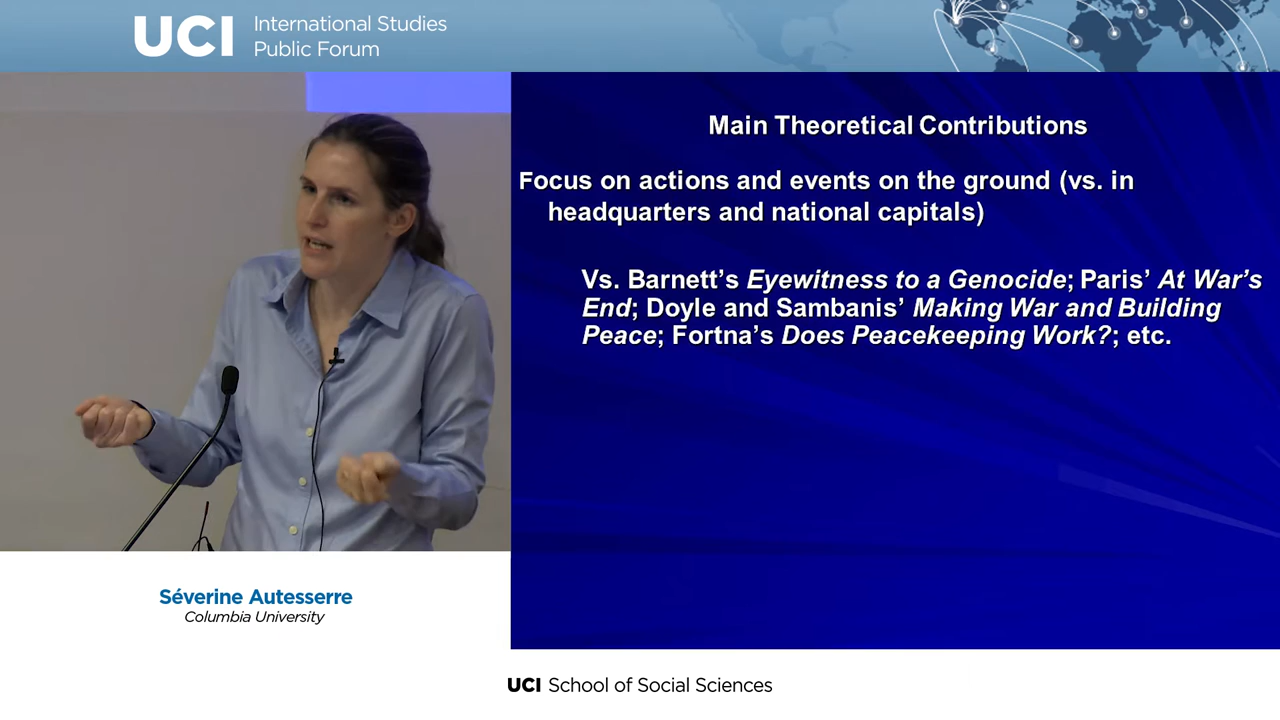 UCI International Studies
Public Forum
Main Theoretical Contributions
Focus on actions and events on the ground (vs. in
headquarters and national capitals)
Vs. Barnett’s Eyewitness to a Genocide; Paris’ At War’s
End; Doyle and Sambanis’ Making War and Building
Peace; Fortna’s Does Peacekeeping Work?; etc.
Séverine Autesserre
Columbia University
UCI School of Social Sciences